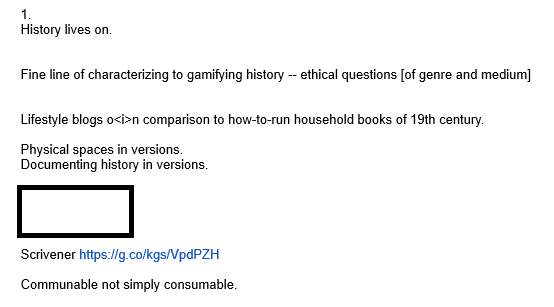 1.
History lives on.
Fine line of characterizing to gamifying history -- ethical questions [of genre and medium]
Lifestyle blogs o<i>n comparison to how-to-run household books of 19th century.
Physical spaces in versions.
Documenting history in versions.
Scrivener https://g.co/kgs/VpdPZH
Communable not simply consumable.